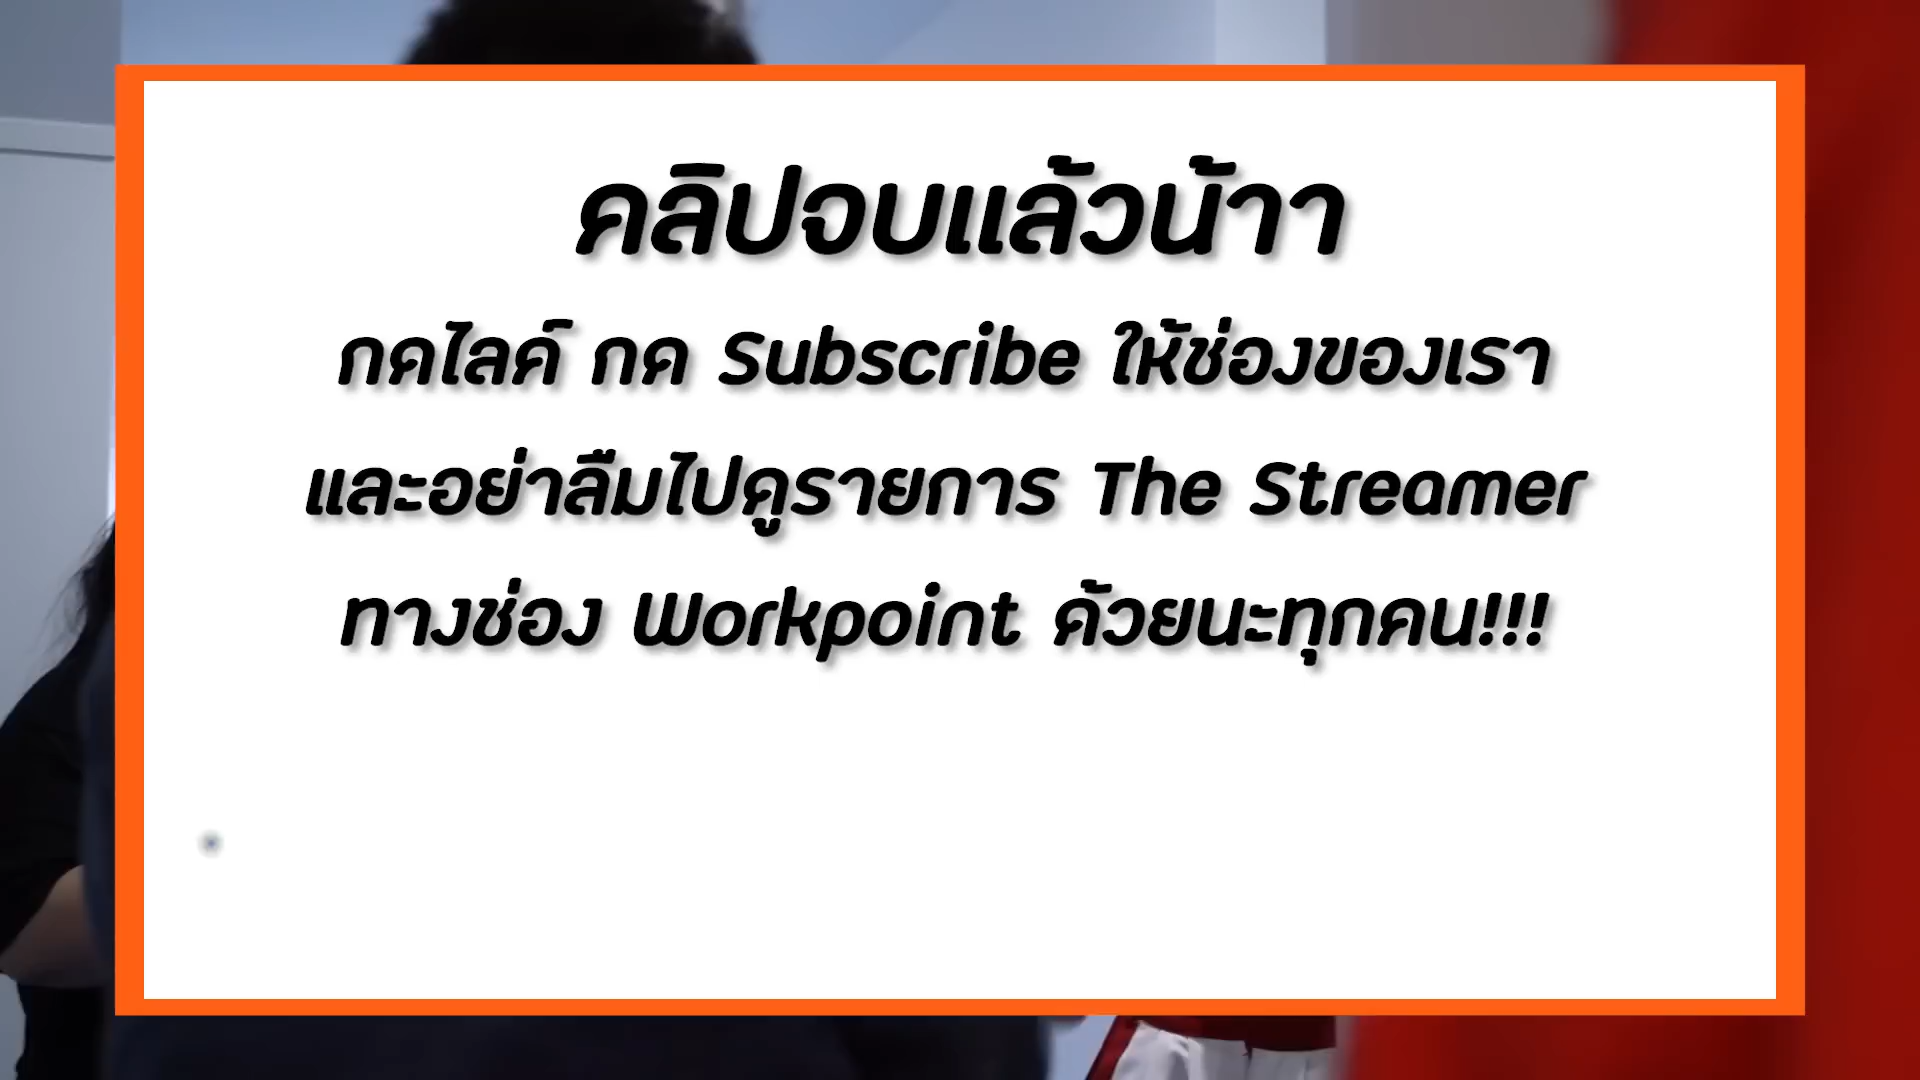 คลิปจบแล้วน้าา
กดไลค์ กด Subscribe ให้ช่องของเรา
และอย่าลืมไปดูรายการ The Streamer
ทางช่อง Workpoint ด้วยนะทุกคน!!!